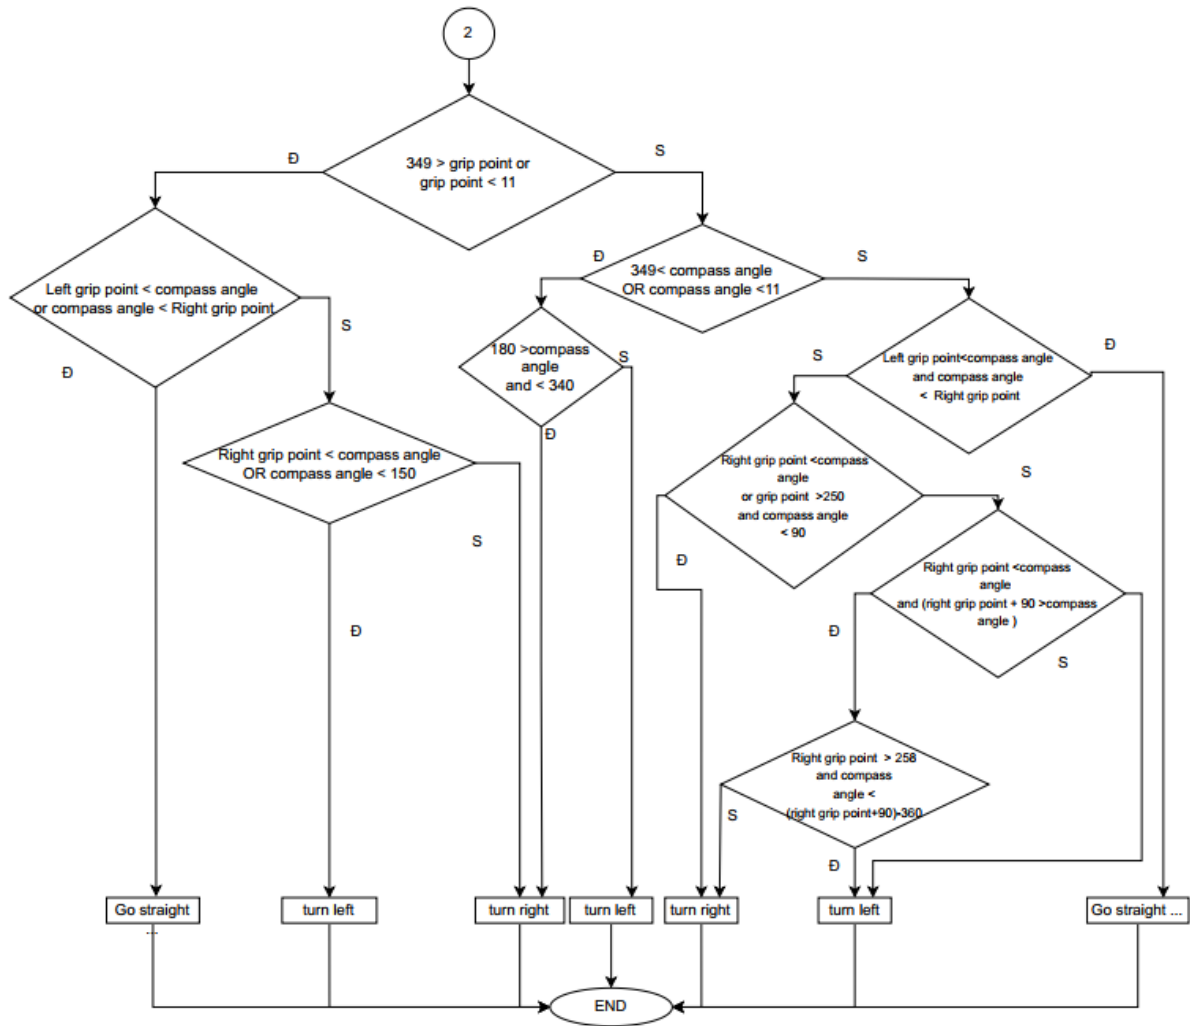 2
349 > grip point or
grip point < 11
Đ
S
Left grip point < compass angle
or compass angle < Right grip point
Đ
S
349< compass angle
OR compass angle <11
Đ
S
180 >compass
angle
and < 340
S
Đ
Left grip point<compass angle
and compass angle
< Right grip point
S
Đ
Right grip point < compass angle
OR compass angle < 150
S
Đ
Right grip point <compass
angle
or grip point >250
and compass angle
< 90
Đ
S
Right grip point <compass
angle
and (right grip point + 90 >compass
angle )
Đ
S
Right grip point > 258
and compass
angle <
(right grip point+90)-360
S
Đ
Go straight
...
turn left
turn right
turn left
turn right
turn left
Go straight ...
END